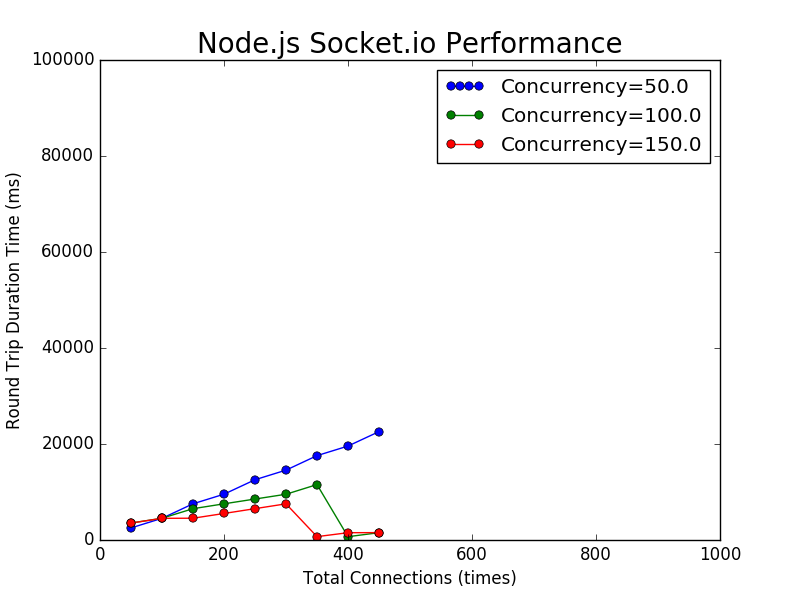 Node.js Socket.io Performance
100000
80000
60000
40000
20000
0
Round Trip Duration Time (ms)
Concurrency=50.0
Concurrency=100.0
Concurrency=150.0
0 200 400 600 800 1000
Total Connections (times)